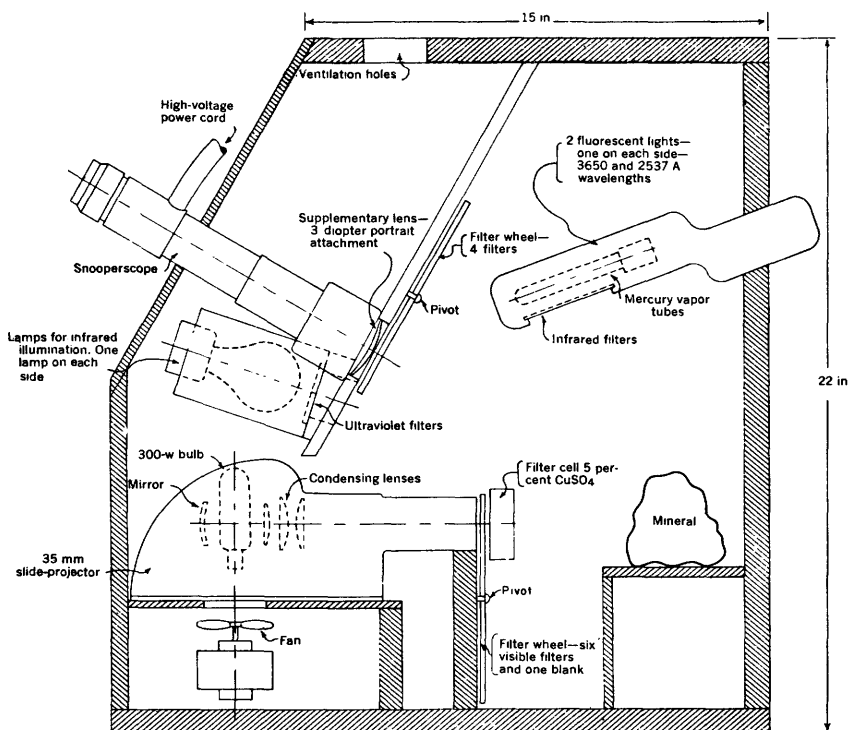 15 in
Ventilation holes
High-voltage
power cord
2 fluorescent lights—
one on each side—
3650 and 2537 A
wavelengths
Supplementary lens—
3 diopter portrait
attachment
Filter wheel—
4 filters
Snooperscope
Pivot
Mercury vapor
tubes
Infrared filters
Lamps for infrared
illumination. One
lamp on each
side
22 in
Ultraviolet filters
300-w bulb
Condensing lenses
Mirror
Filter cell 5 per-
cent CuSO4
Mineral
35 mm
slide-projector
Pivot
Fan
Filter wheel—six
visible filters
and one blank